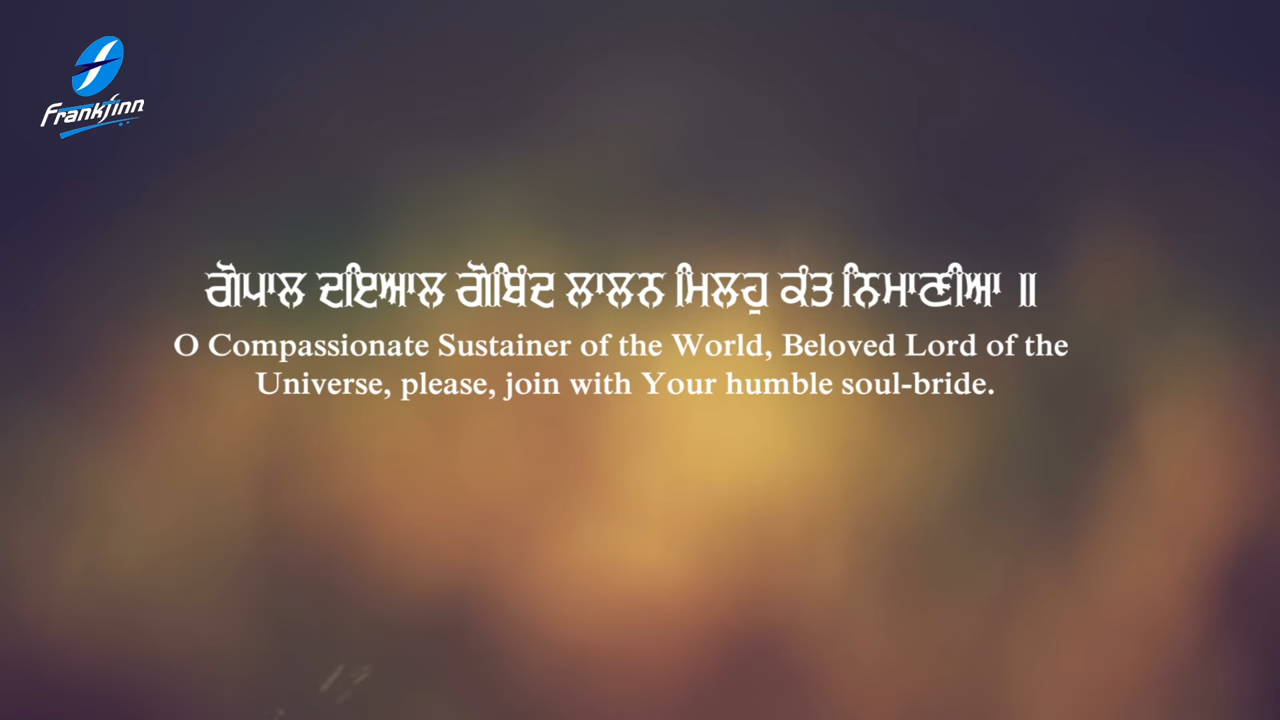 Frankfinn
ਗੋਪਾਲ ਦਇਆਲ ਗੋਬਿੰਦ ਲਾਲਨ ਮਿਲਹੁ ਕੰਤ ਨਿਮਾਣੀਆ ॥
O Compassionate Sustainer of the World, Beloved Lord of the
Universe, please, join with Your humble soul-bride.